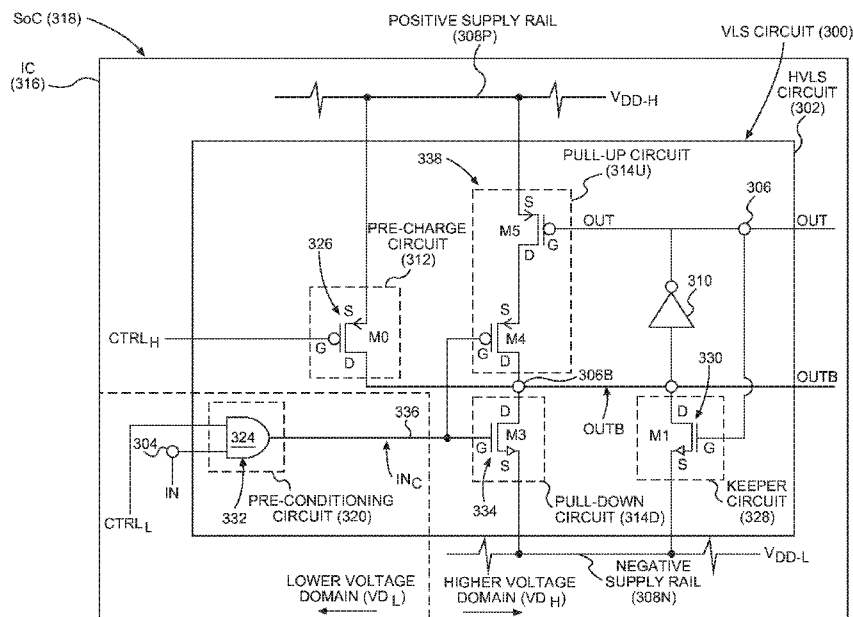 SoC (318)
POSITIVE SUPPLY RAIL
(308P)
VLS CIRCUIT (300)
IC
(316)
HVLS
CIRCUIT
(302)
VDD-H
338
PULL-UP CIRCUIT
(314U)
S
M5
G
D
OUT
306
OUT
PRE-CHARGE
CIRCUIT
(312)
326
310
S
M0
G
D
CTRLH
S
M4
G
D
306B
330
OUTB
304
324
336
D
M3
G
S
OUTB
D
M1
G
S
IN
332
INC
334
KEEPER
CIRCUIT
(328)
PRE-CONDITIONING
CIRCUIT (320)
PULL-DOWN
CIRCUIT (314D)
CTRLL
VDD-L
LOWER VOLTAGE
DOMAIN (VDL)
HIGHER VOLTAGE
DOMAIN (VDH)
NEGATIVE
SUPPLY RAIL
(308N)